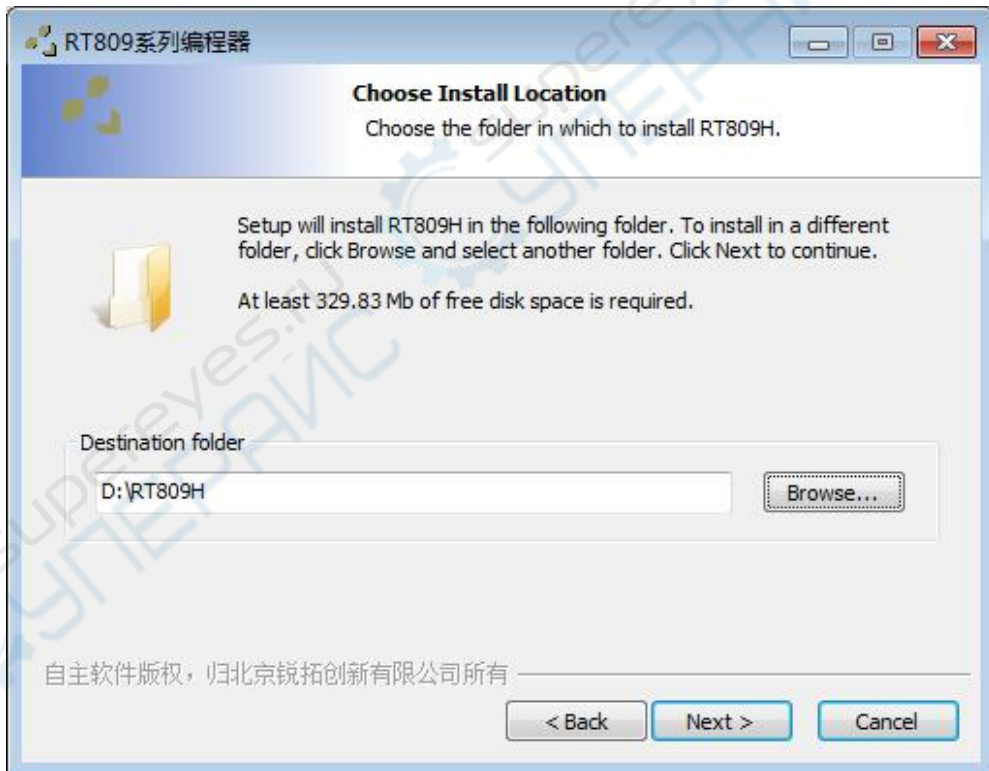 RT809系列编程器
Choose Install Location
Choose the folder in which to install RT809H.
Setup will install RT809H in the following folder. To install in a different
folder, click Browse and select another folder. Click Next to continue.
At least 329.83 Mb of free disk space is required.
Destination folder
D:\RT809H
Browse...
自主软件版权，归北京锐拓创新有限公司所有
< Back
Next >
Cancel
supereyes.ru
СУПЕРАЙС